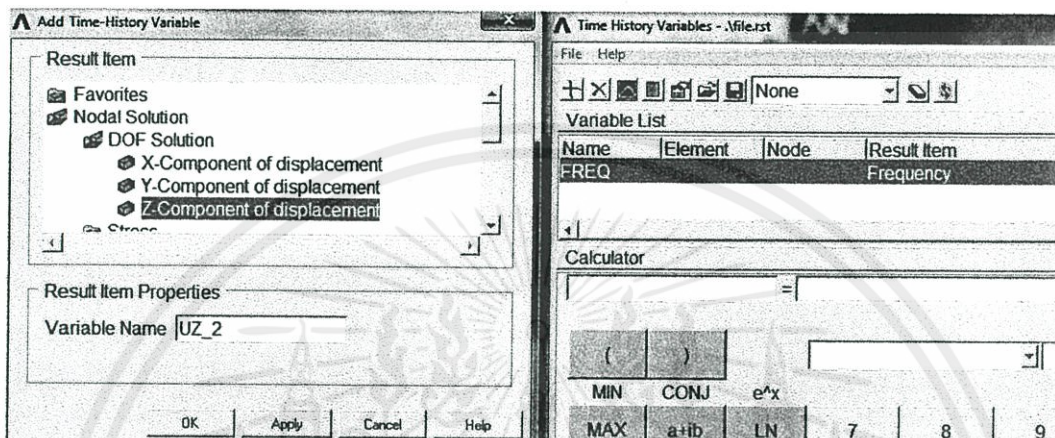 Add Time-History Variable
Result Item
Favorites
Nodal Solution
DOF Solution
X-Component of displacement
Y-Component of displacement
Z-Component of displacement
Stress
Result Item Properties
Variable Name UZ_2
OK Apply Cancel Help
Time History Variables - .\file.rst
File Help
None
Variable List
Name Element Node Result Item
FREQ Frequency
Calculator
=
( )
MIN CONJ e^x
MAX a+ib LN 7 8 9